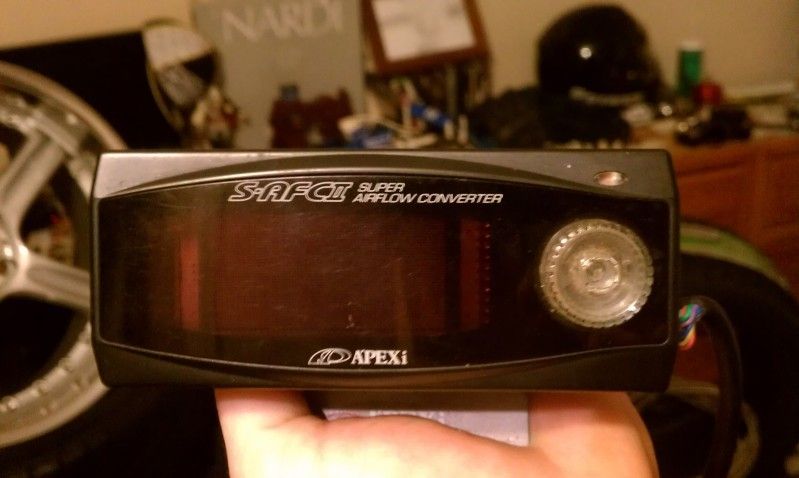 NARDI
S-AFCII SUPER
AIRFLOW CONVERTER
APEXi